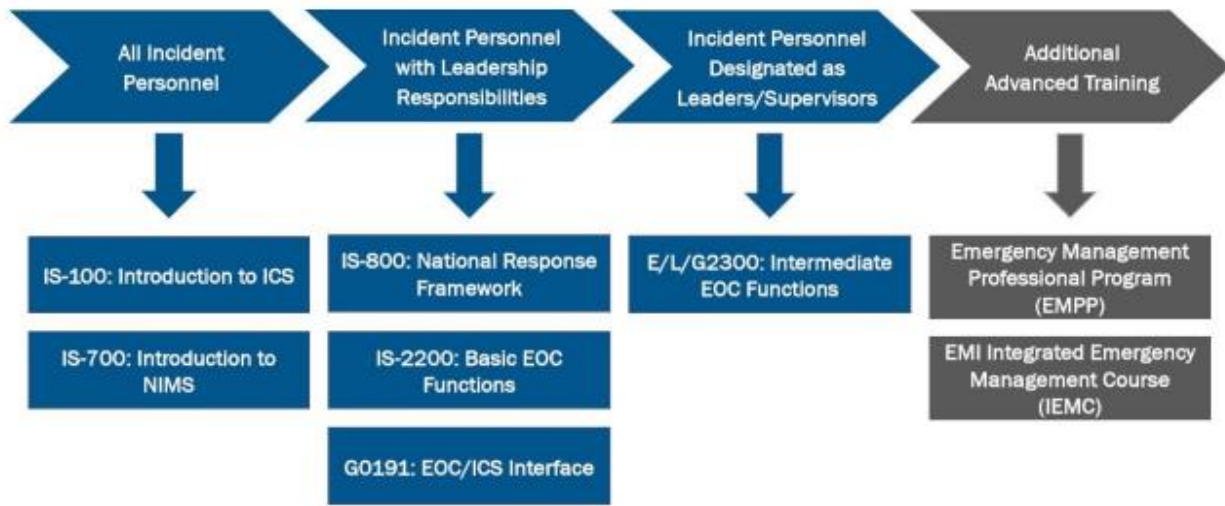 All Incident
Personnel
Incident Personnel
with Leadership
Responsibilities
Incident Personnel
Designated as
Leaders/Supervisors
Additional
Advanced Training
IS-100: Introduction to ICS
IS-700: Introduction to
NIMS
IS-800: National Response
Framework
IS-2200: Basic EOC
Functions
G0191: EOC/ICS Interface
E/L/G2300: Intermediate
EOC Functions
Emergency Management
Professional Program
(EMPP)
EMI Integrated Emergency
Management Course
(IEMC)